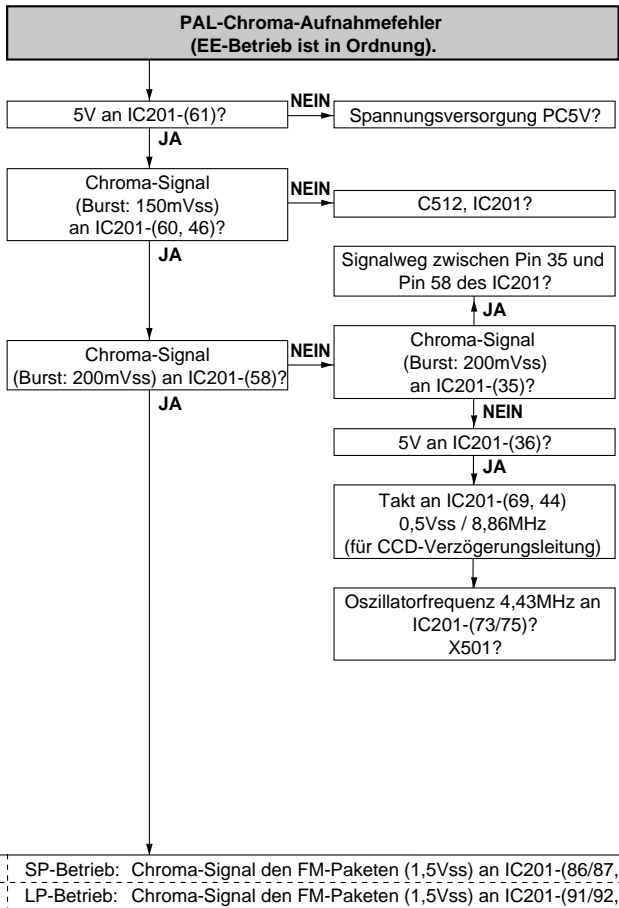 PAL-Chroma-Aufnahmefehler
(EE-Betrieb ist in Ordnung).
5V an IC201-(61)?
NEIN
Spannungsversorgung PC5V?
JA
Chroma-Signal
(Burst: 150mVss)
an IC201-(60, 46)?
NEIN
C512, IC201?
JA
Signalweg zwischen Pin 35 und
Pin 58 des IC201?
JA
Chroma-Signal
(Burst: 200mVss) an IC201-(58)?
NEIN
Chroma-Signal
(Burst: 200mVss)
an IC201-(35)?
JA
NEIN
5V an IC201-(36)?
JA
Takt an IC201-(69, 44)
0,5Vss / 8,86MHz
(für CCD-Verzögerungsleitung)
Oszillatorfrequenz 4,43MHz an
IC201-(73/75)?
X501?
SP-Betrieb: Chroma-Signal den FM-Paketen (1,5Vss) an IC201-(86/87,
LP-Betrieb: Chroma-Signal den FM-Paketen (1,5Vss) an IC201-(91/92,